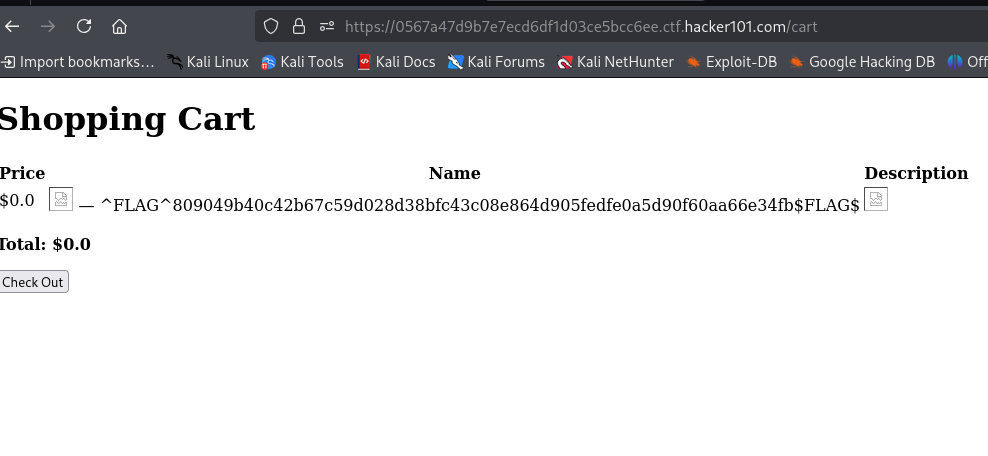 https://0567a47d9b7e7ecd6df1d03ce5bcc6ee.ctf.hacker101.com/cart
Import bookmarks... Kali Linux Kali Tools Kali Docs Kali Forums Kali NetHunter Exploit-DB Google Hacking DB Off
Shopping Cart
Price Name Description
$0.0 — ^FLAG^809049b40c42b67c59d028d38bfc43c08e864d905fedfe0a5d90f60aa66e34fb$FLAG$
Total: $0.0
Check Out